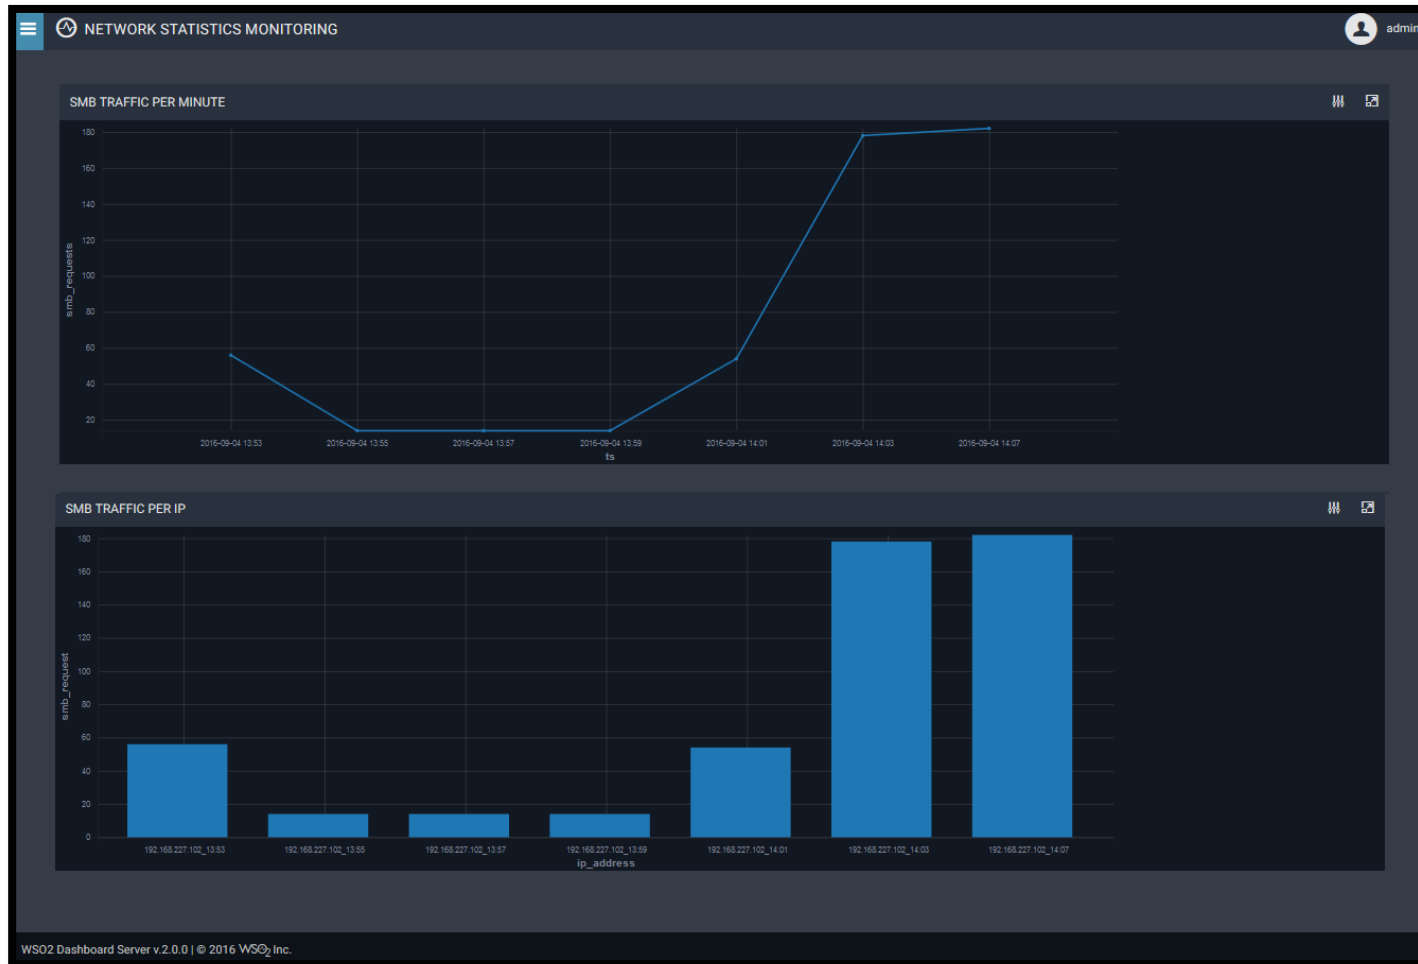 NETWORK STATISTICS MONITORING
admin
SMB TRAFFIC PER MINUTE
180
160
140
120
100
80
60
40
20
smb_requests
2016-09-04 13:53 2016-09-04 13:55 2016-09-04 13:57 2016-09-04 13:59 2016-09-04 14:01 2016-09-04 14:03 2016-09-04 14:07
ts
SMB TRAFFIC PER IP
180
160
140
120
100
80
60
40
20
0
smb_request
192.168.227.102_13:53 192.168.227.102_13:55 192.168.227.102_13:57 192.168.227.102_13:59 192.168.227.102_14:01 192.168.227.102_14:03 192.168.227.102_14:07
ip_address
WSO2 Dashboard Server v.2.0.0 | © 2016 WSO2 Inc.